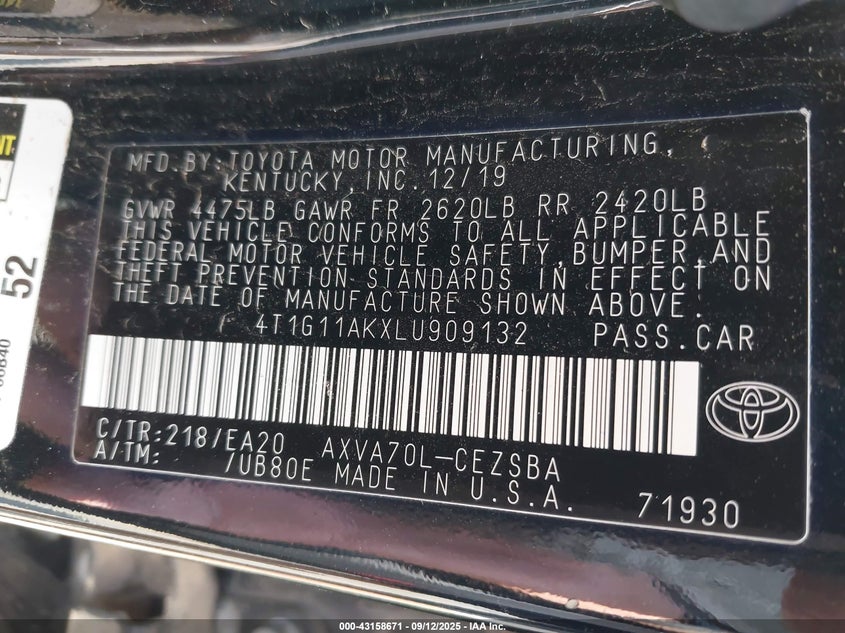 MFD.BY:TOYOTA MOTOR MANUFACTURING,
KENTUCKY,INC.12/19
GVWR 4475LB GAWR FR 2620LB RR 2420LB
THIS VEHICLE CONFORMS TO ALL APPLICABLE
FEDERAL MOTOR VEHICLE SAFETY,BUMPER,AND
THEFT PREVENTION STANDARDS IN EFFECT ON
THE DATE OF MANUFACTURE SHOWN ABOVE.
4T1G11AKXLU909132 PASS.CAR
C/TR:218/EA20 AXVA70L-CEZSBA
A/TM: /UB80E MADE IN U.S.A.
71930
52
000-43158671 - 09/12/2025 - IAA Inc.